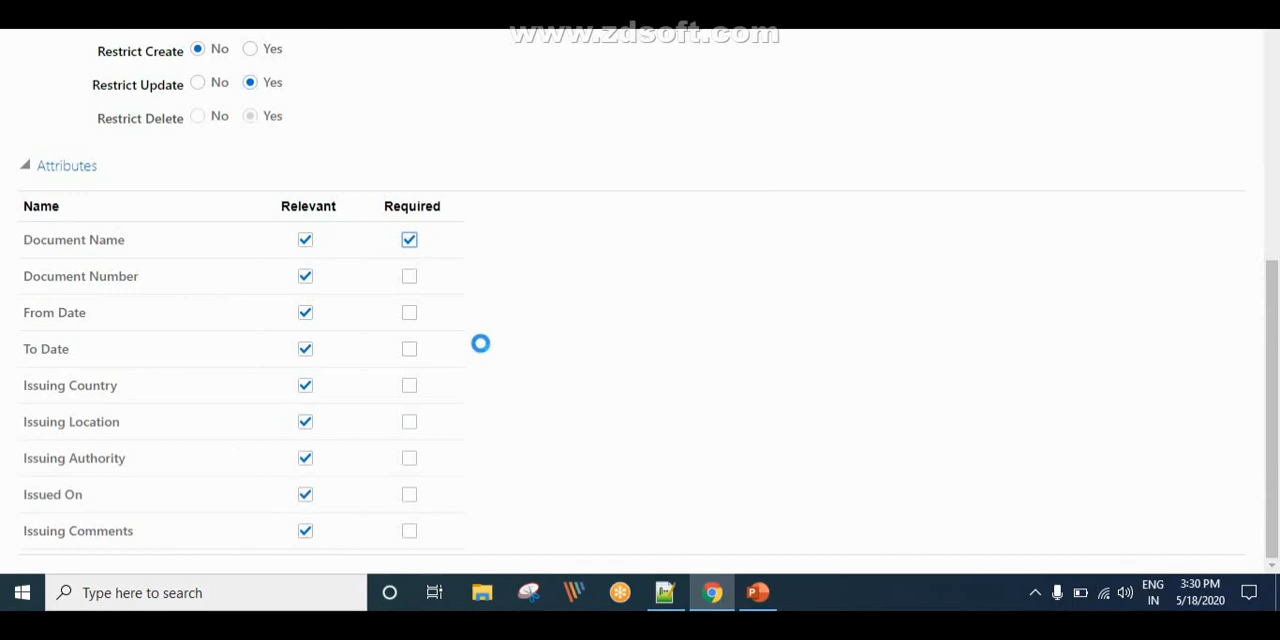 www.zdsoft.com
Restrict Create No Yes
Restrict Update No Yes
Restrict Delete No Yes
Attributes
Name Relevant Required
Document Name
Document Number
From Date
To Date
Issuing Country
Issuing Location
Issuing Authority
Issued On
Issuing Comments
Type here to search
ENG
IN
3:30 PM
5/18/2020